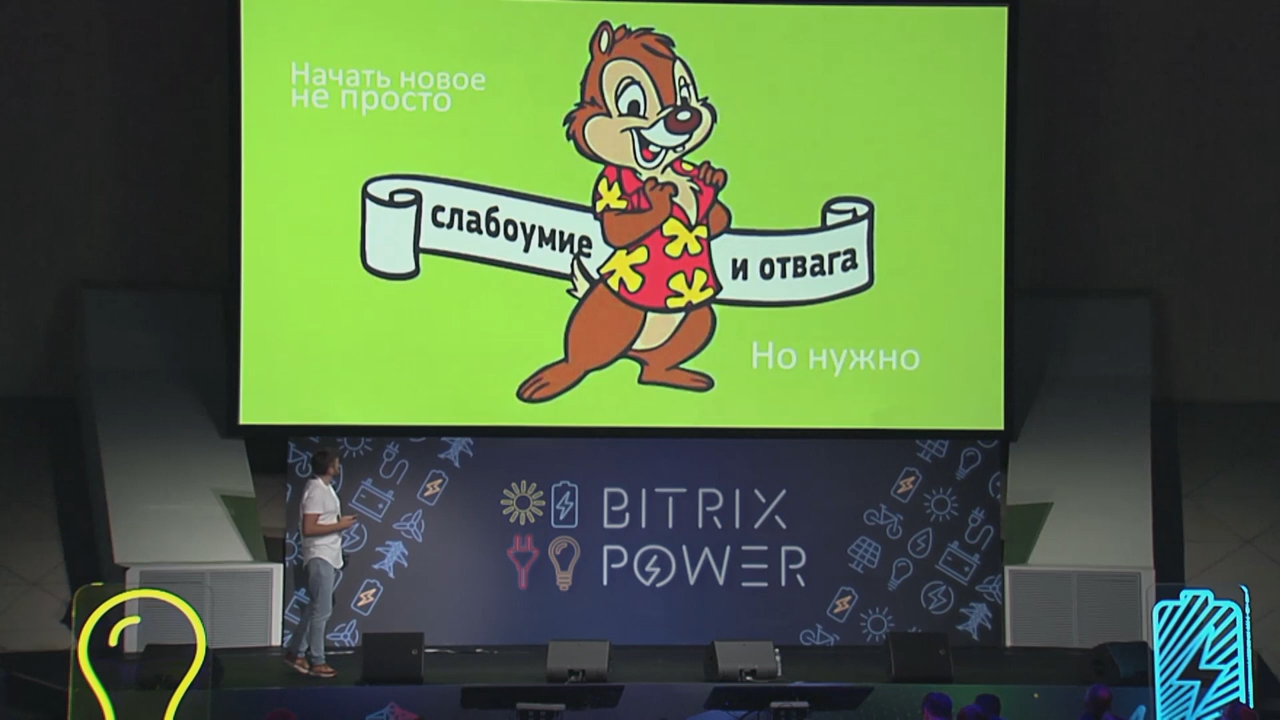 Начать новое
не просто
слабоумие
и отвага
Но нужно
BITRIX
POWER